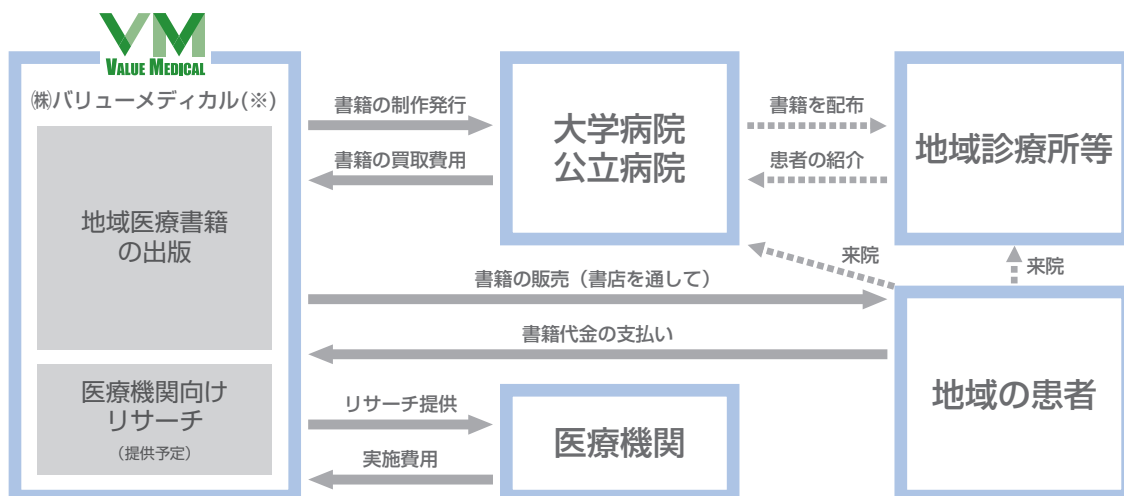 VM
VALUE MEDICAL
㈱バリューメディカル(※)
地域医療書籍
の出版
医療機関向け
リサーチ
（提供予定）
書籍の制作発行
書籍の買取費用
大学病院
公立病院
書籍を配布
患者の紹介
地域診療所等
来院
来院
書籍の販売（書店を通して）
書籍代金の支払い
地域の患者
リサーチ提供
実施費用
医療機関